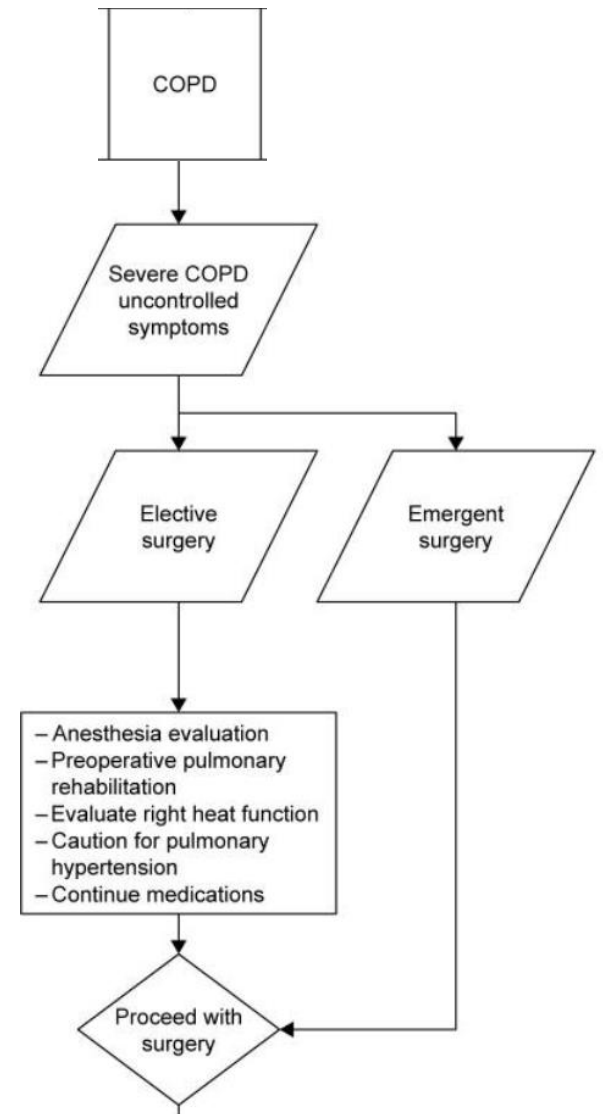 COPD
Severe COPD
uncontrolled
symptoms
Elective
surgery
Emergent
surgery
– Anesthesia evaluation
– Preoperative pulmonary
rehabilitation
– Evaluate right heat function
– Caution for pulmonary
hypertension
– Continue medications
Proceed with
surgery